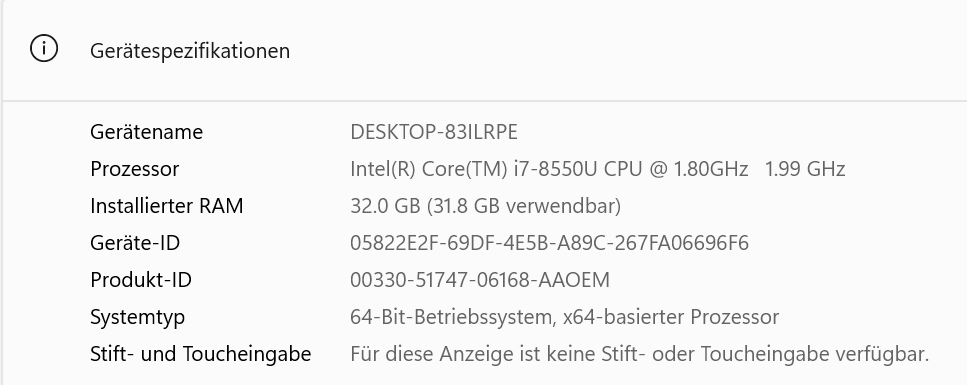 Gerätespezifikationen
Gerätename DESKTOP-83ILRPE
Prozessor Intel(R) Core(TM) i7-8550U CPU @ 1.80GHz 1.99 GHz
Installierter RAM 32.0 GB (31.8 GB verwendbar)
Geräte-ID 05822E2F-69DF-4E5B-A89C-267FA06696F6
Produkt-ID 00330-51747-06168-AAOEM
Systemtyp 64-Bit-Betriebssystem, x64-basierter Prozessor
Stift- und Toucheingabe Für diese Anzeige ist keine Stift- oder Toucheingabe verfügbar.